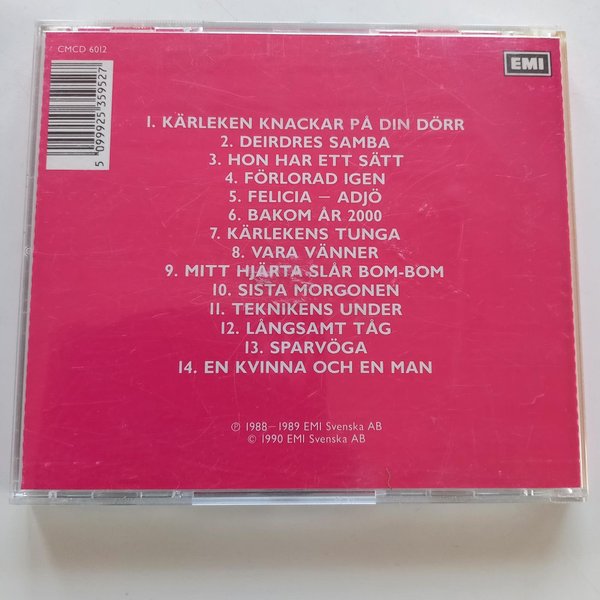 CMCD 6012
EMI
5 099925 359527
1. KÄRLEKEN KNACKAR PÅ DIN DÖRR
2. DEIRDRES SAMBA
3. HON HAR ETT SÄTT
4. FÖRLORAD IGEN
5. FELICIA – ADJÖ
6. BAKOM ÅR 2000
7. KÄRLEKENS TUNGA
8. VARA VÄNNER
9. MITT HJÄRTA SLÅR BOM-BOM
10. SISTA MORGONEN
11. TEKNIKENS UNDER
12. LÅNGSAMT TÅG
13. SPARVÖGA
14. EN KVINNA OCH EN MAN
℗ 1988–1989 EMI Svenska AB
© 1990 EMI Svenska AB